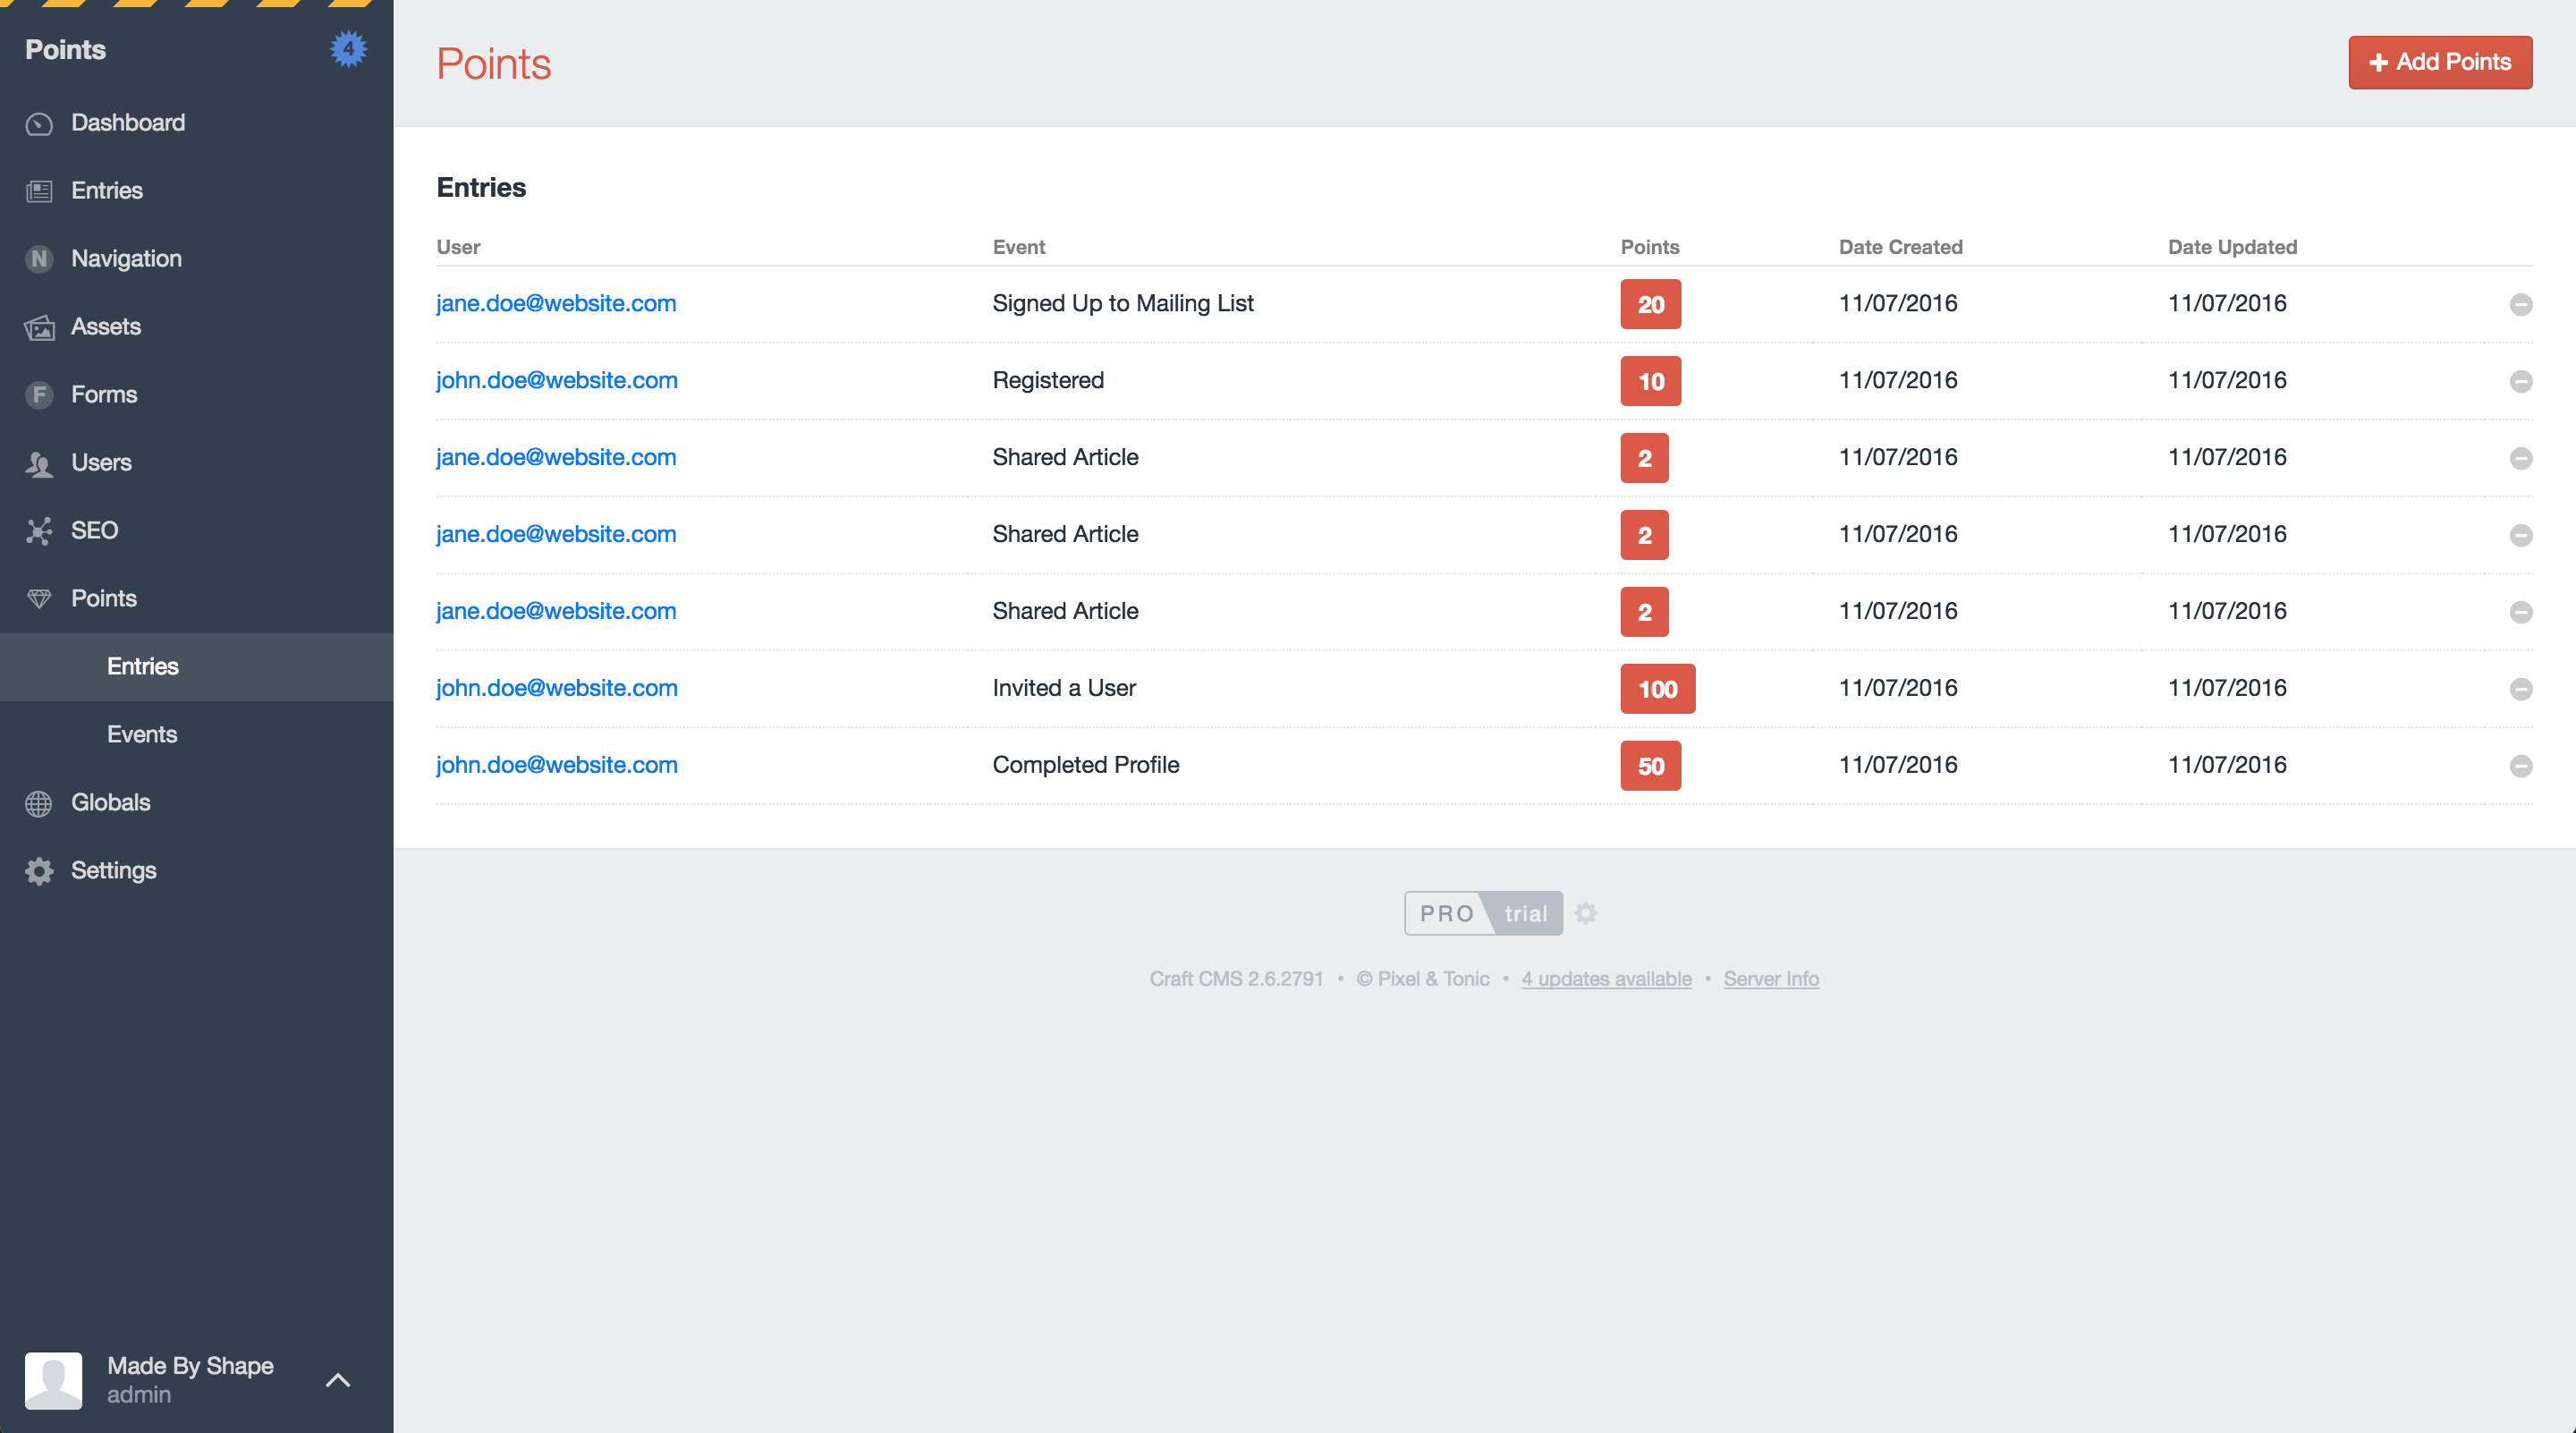 Points
4
Dashboard
Entries
N Navigation
Assets
F Forms
Users
SEO
Points
Entries
Events
Globals
Settings
Made By Shape
admin
Points
+ Add Points
Entries
User Event Points Date Created Date Updated
jane.doe@website.com Signed Up to Mailing List 20 11/07/2016 11/07/2016
john.doe@website.com Registered 10 11/07/2016 11/07/2016
jane.doe@website.com Shared Article 2 11/07/2016 11/07/2016
jane.doe@website.com Shared Article 2 11/07/2016 11/07/2016
jane.doe@website.com Shared Article 2 11/07/2016 11/07/2016
john.doe@website.com Invited a User 100 11/07/2016 11/07/2016
john.doe@website.com Completed Profile 50 11/07/2016 11/07/2016
PRO trial
Craft CMS 2.6.2791 • © Pixel & Tonic • 4 updates available • Server Info